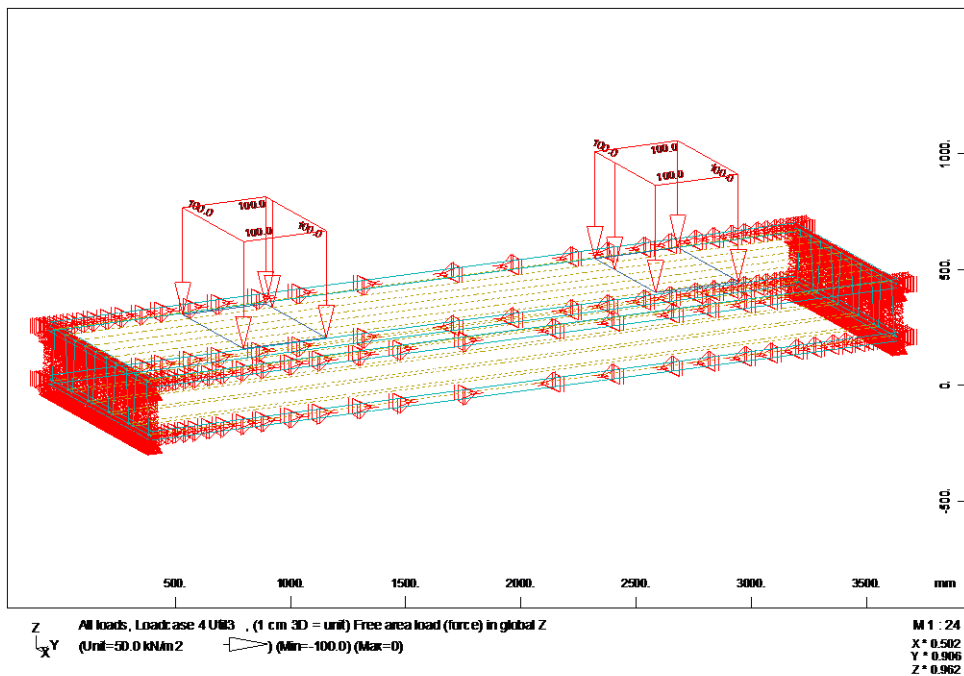 100.0
100.0
100.0
100.0
1000.
100.0
100.0
100.0
100.0
500.
0.
-500.
500. 1000. 1500. 2000. 2500. 3000. 3500. mm
Z
Y
X
All loads, Loadcase 4 Util3 , (1 cm 3D = unit) Free area load (force) in global Z
(Unit=50.0 kN/m2 ) (Min=-100.0) (Max=0)
M 1 : 24
X * 0.502
Y * 0.906
Z * 0.962